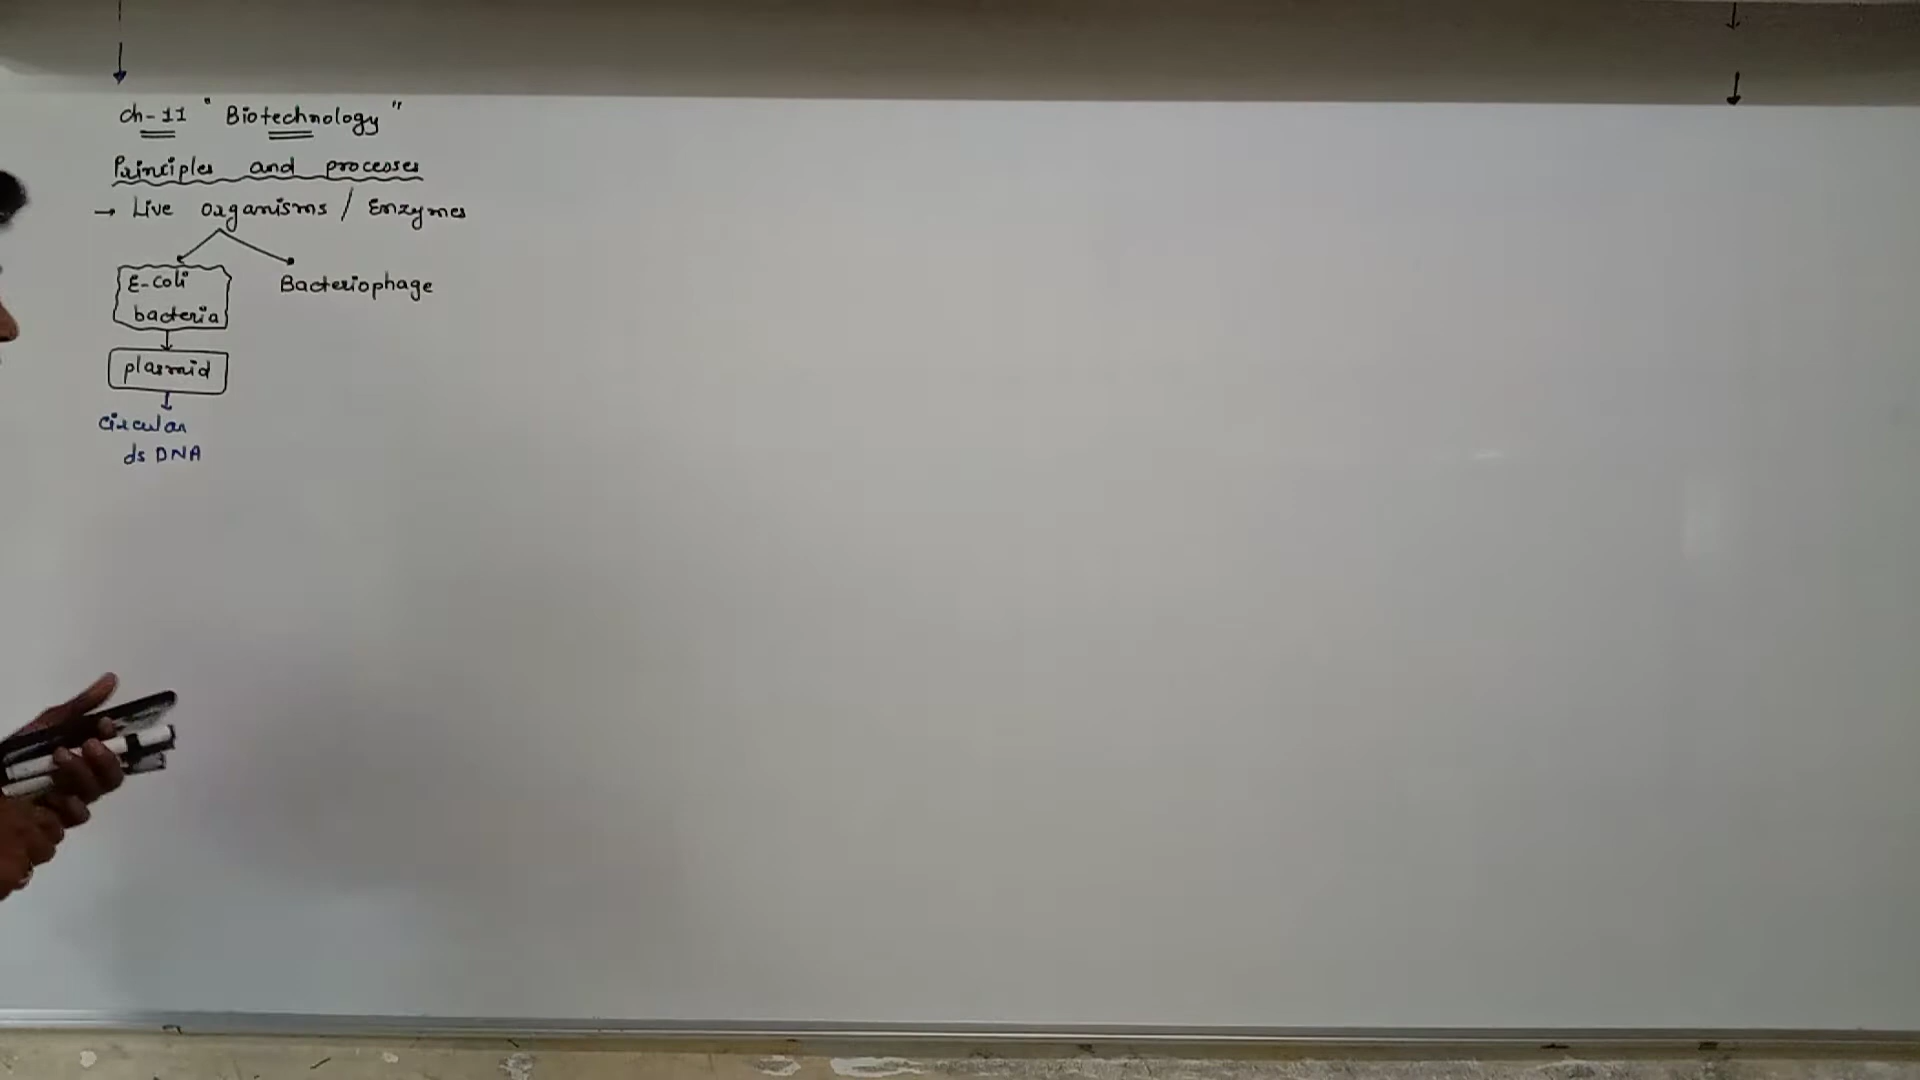 ch-11 "Biotechnology"
Principles and processes
→ Live organisms / Enzymes
E-coli
bacteria
Bacteriophage
plasmid
circular
ds DNA